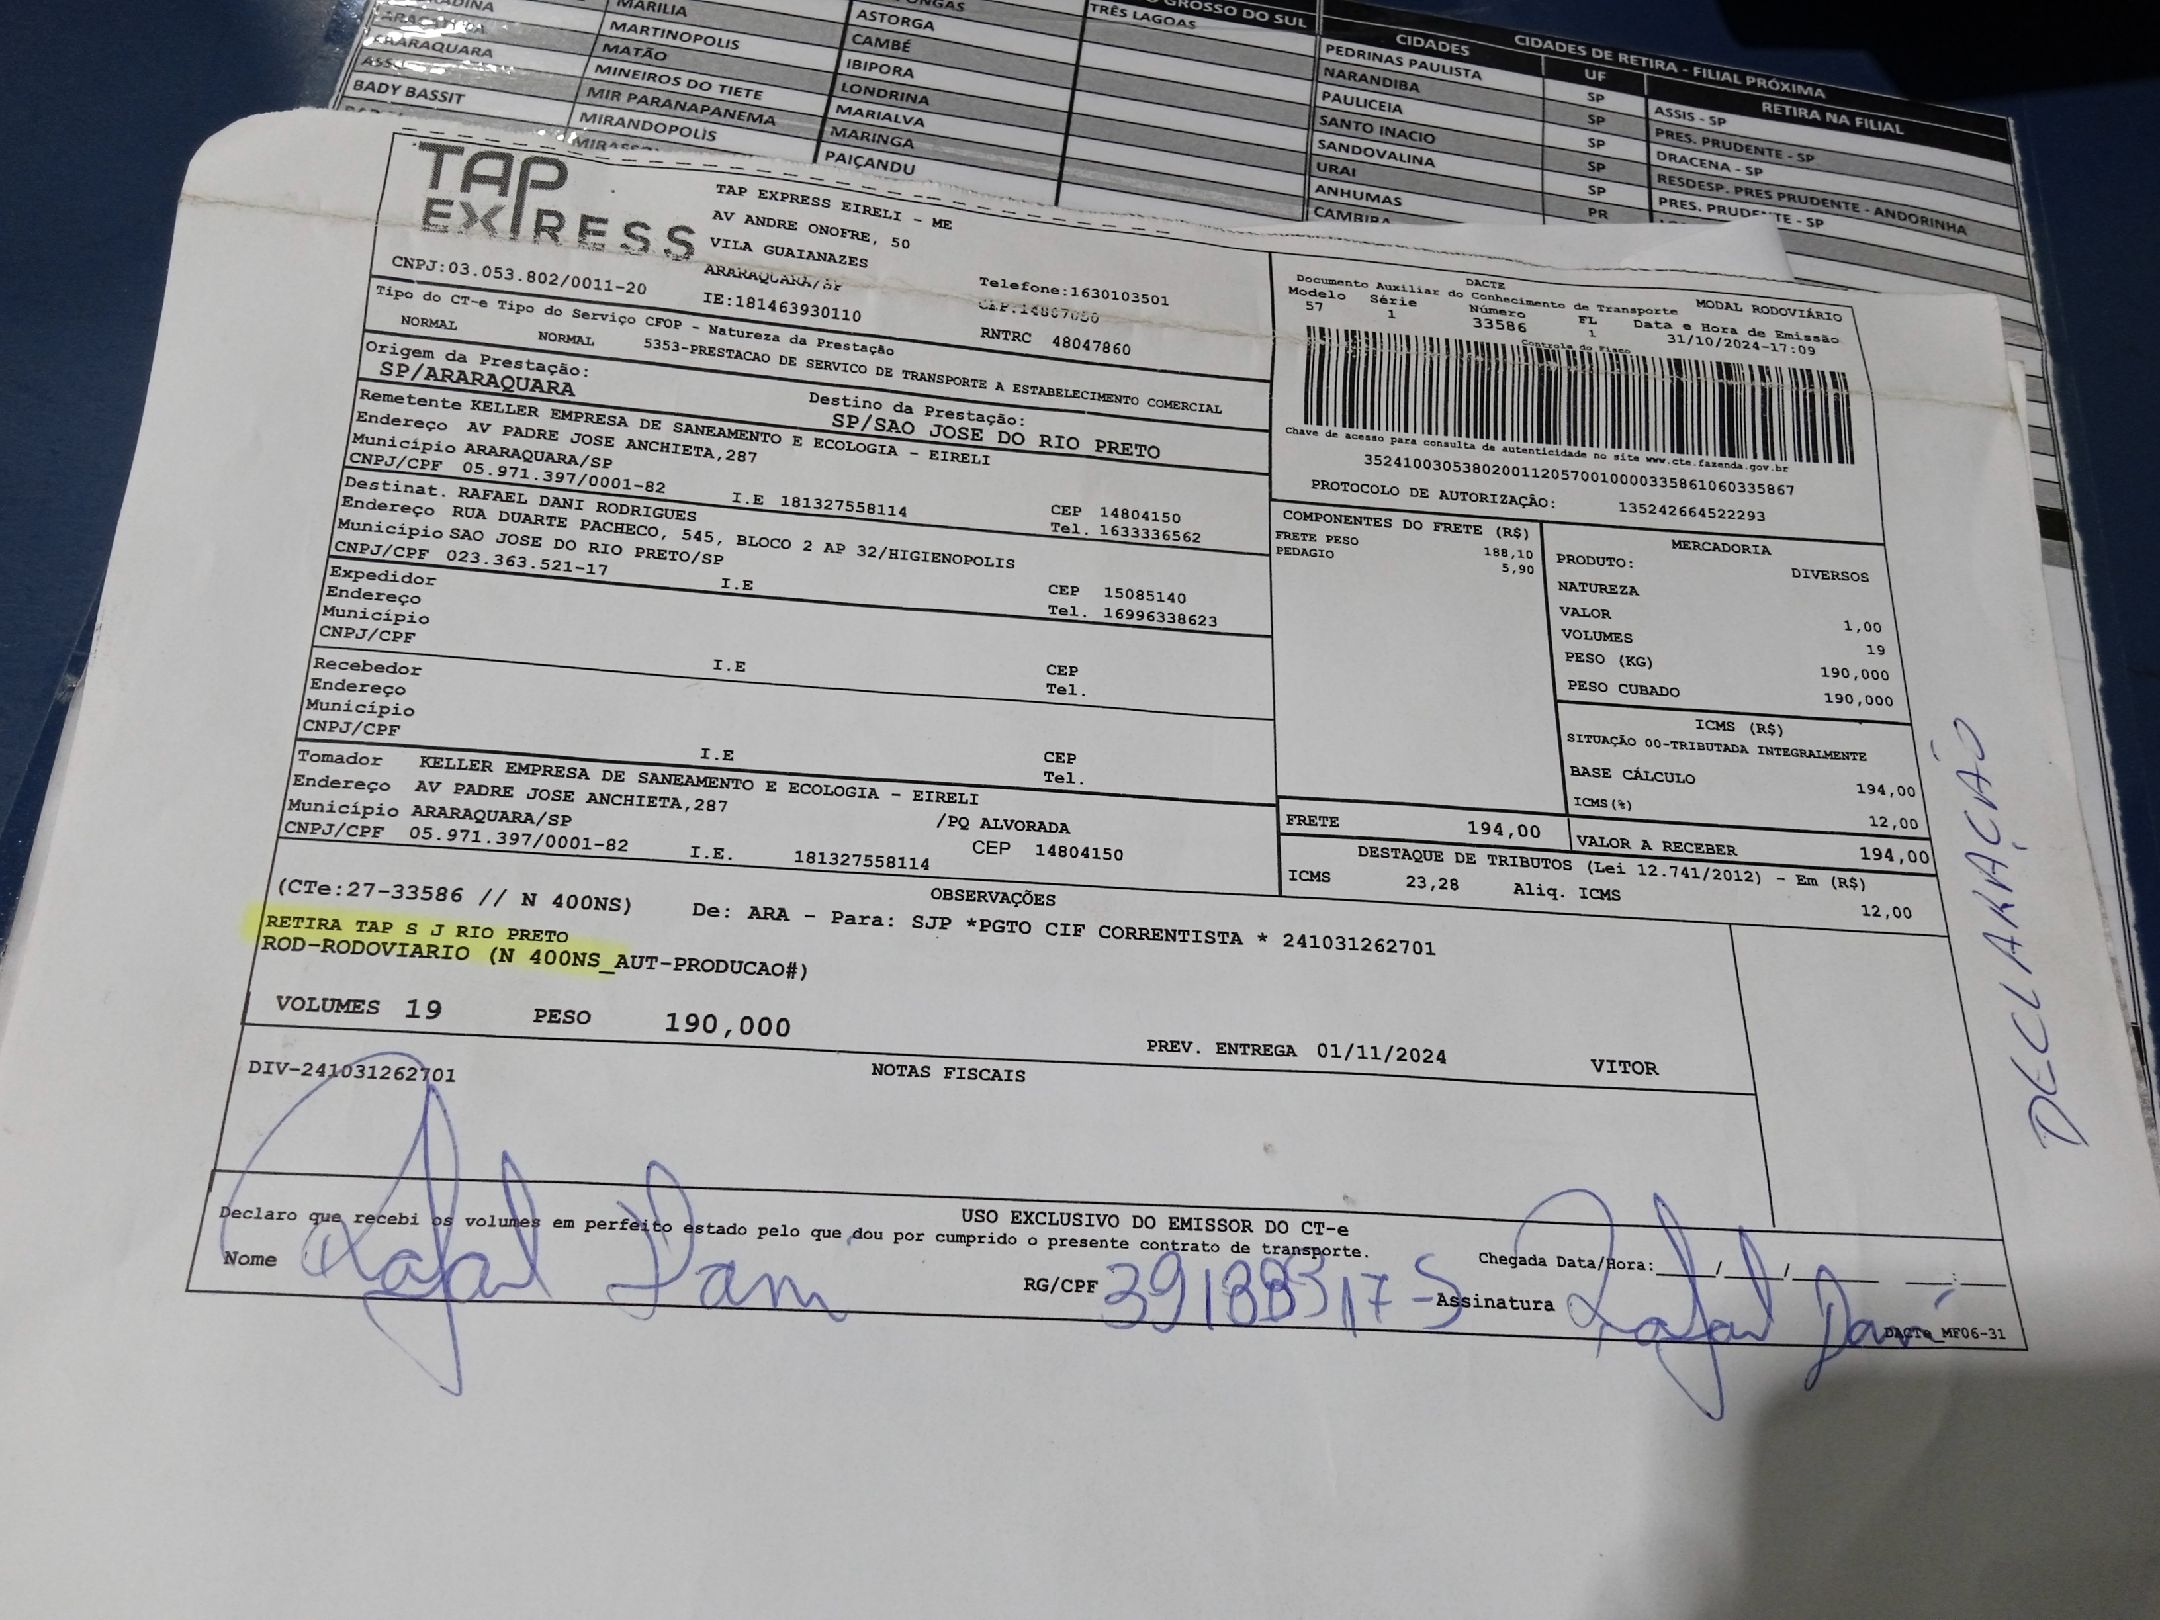 MARILIA
MARTINOPOLIS
MATÃO
MINEIROS DO TIETE
MIR PARANAPANEMA
MIRANDOPOLIS
ARARAQUARA
BADY BASSIT
ASTORGA
CAMBÉ
IBIPORA
LONDRINA
MARIALVA
MARINGA
PAIÇANDU
GROSSO DO SUL
TRÊS LAGOAS
CIDADES DE RETIRA - FILIAL PRÓXIMA
CIDADES UF RETIRA NA FILIAL
PEDRINAS PAULISTA SP ASSIS - SP
NARANDIBA SP PRES. PRUDENTE - SP
PAULICEIA SP DRACENA - SP
SANTO INACIO SP RESDESP. PRES PRUDENTE - ANDORINHA
SANDOVALINA SP PRES. PRUDENTE - SP
URAI PR
ANHUMAS
CAMBIRA
TAP EXPRESS
TAP EXPRESS EIRELI - ME
AV ANDRE ONOFRE, 50
VILA GUAIANAZES
ARARAQUARA/SP
Telefone:1630103501
CNPJ:03.053.802/0011-20 IE:181463930110
RNTRC 48047860
DACTE
Documento Auxiliar do Conhecimento de Transporte MODAL RODOVIÁRIO
Modelo Série Número FL Data e Hora de Emissão
57 1 33586 1 31/10/2024-17:09
Controle do Fisco
Chave de acesso para consulta de autenticidade no site www.cte.fazenda.gov.br
35241003053802001120570010000335861060335867
PROTOCOLO DE AUTORIZAÇÃO: 135242664522293
Tipo do CT-e Tipo do Serviço CFOP - Natureza da Prestação
NORMAL NORMAL 5353-PRESTACAO DE SERVICO DE TRANSPORTE A ESTABELECIMENTO COMERCIAL
Origem da Prestação: Destino da Prestação:
SP/ARARAQUARA SP/SAO JOSE DO RIO PRETO
Remetente KELLER EMPRESA DE SANEAMENTO E ECOLOGIA - EIRELI
Endereço AV PADRE JOSE ANCHIETA,287
Município ARARAQUARA/SP CEP 14804150
CNPJ/CPF 05.971.397/0001-82 I.E 181327558114 Tel. 1633336562
Destinat. RAFAEL DANI RODRIGUES
Endereço RUA DUARTE PACHECO, 545, BLOCO 2 AP 32/HIGIENOPOLIS
Município SAO JOSE DO RIO PRETO/SP CEP 15085140
CNPJ/CPF 023.363.521-17 I.E Tel. 16996338623
Expedidor
Endereço
Município CEP
CNPJ/CPF I.E Tel.
Recebedor
Endereço
Município CEP
CNPJ/CPF I.E Tel.
Tomador KELLER EMPRESA DE SANEAMENTO E ECOLOGIA - EIRELI
Endereço AV PADRE JOSE ANCHIETA,287 /PQ ALVORADA
Município ARARAQUARA/SP CEP 14804150
CNPJ/CPF 05.971.397/0001-82 I.E. 181327558114
COMPONENTES DO FRETE (R$)
FRETE PESO 188,10
PEDAGIO 5,90
MERCADORIA
PRODUTO: DIVERSOS
NATUREZA
VALOR 1,00
VOLUMES 19
PESO (KG) 190,000
PESO CUBADO 190,000
ICMS (R$)
SITUAÇÃO 00-TRIBUTADA INTEGRALMENTE
BASE CÁLCULO 194,00
ICMS(%) 12,00
FRETE 194,00 VALOR A RECEBER 194,00
DESTAQUE DE TRIBUTOS (Lei 12.741/2012) - Em (R$)
ICMS 23,28 Aliq. ICMS 12,00
OBSERVAÇÕES
(CTe:27-33586 // N 400NS) De: ARA - Para: SJP *PGTO CIF CORRENTISTA * 241031262701
RETIRA TAP S J RIO PRETO
ROD-RODOVIARIO (N 400NS_AUT-PRODUCAO#)
VOLUMES 19 PESO 190,000 PREV. ENTREGA 01/11/2024 VITOR
NOTAS FISCAIS
DIV-241031262701
USO EXCLUSIVO DO EMISSOR DO CT-e
Declaro que recebi os volumes em perfeito estado pelo que dou por cumprido o presente contrato de transporte.
Chegada Data/Hora:____/____/______ ___:___
Nome Rafael Dani RG/CPF Assinatura Rafael Dani
DACTe_MF06-31
DECLARAÇÃO